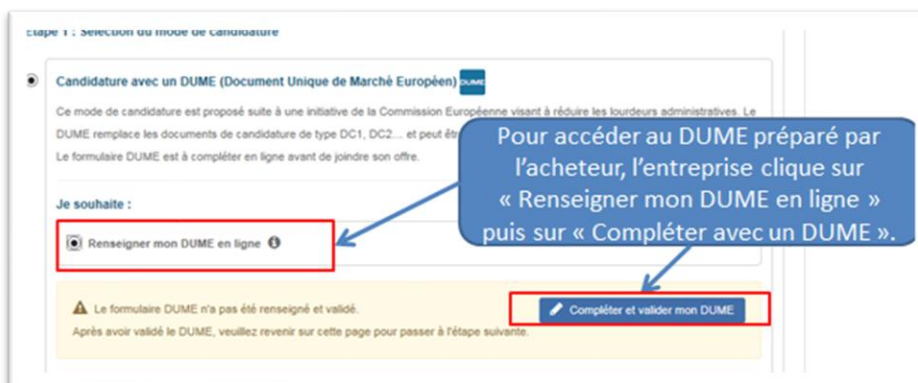 Etape 1 : Sélection du mode de candidature
Candidature avec un DUME (Document Unique de Marché Européen) DUME
Ce mode de candidature est proposé suite à une initiative de la Commission Européenne visant à réduire les lourdeurs administratives. Le
DUME remplace les documents de candidature de type DC1, DC2... et peut êtr
Le formulaire DUME est à compléter en ligne avant de joindre son offre.
Pour accéder au DUME préparé par
l'acheteur, l'entreprise clique sur
« Renseigner mon DUME en ligne »
puis sur « Compléter avec un DUME ».
Je souhaite :
Renseigner mon DUME en ligne
Le formulaire DUME n'a pas été renseigné et validé.
Compléter et valider mon DUME
Après avoir validé le DUME, veuillez revenir sur cette page pour passer à l'étape suivante.